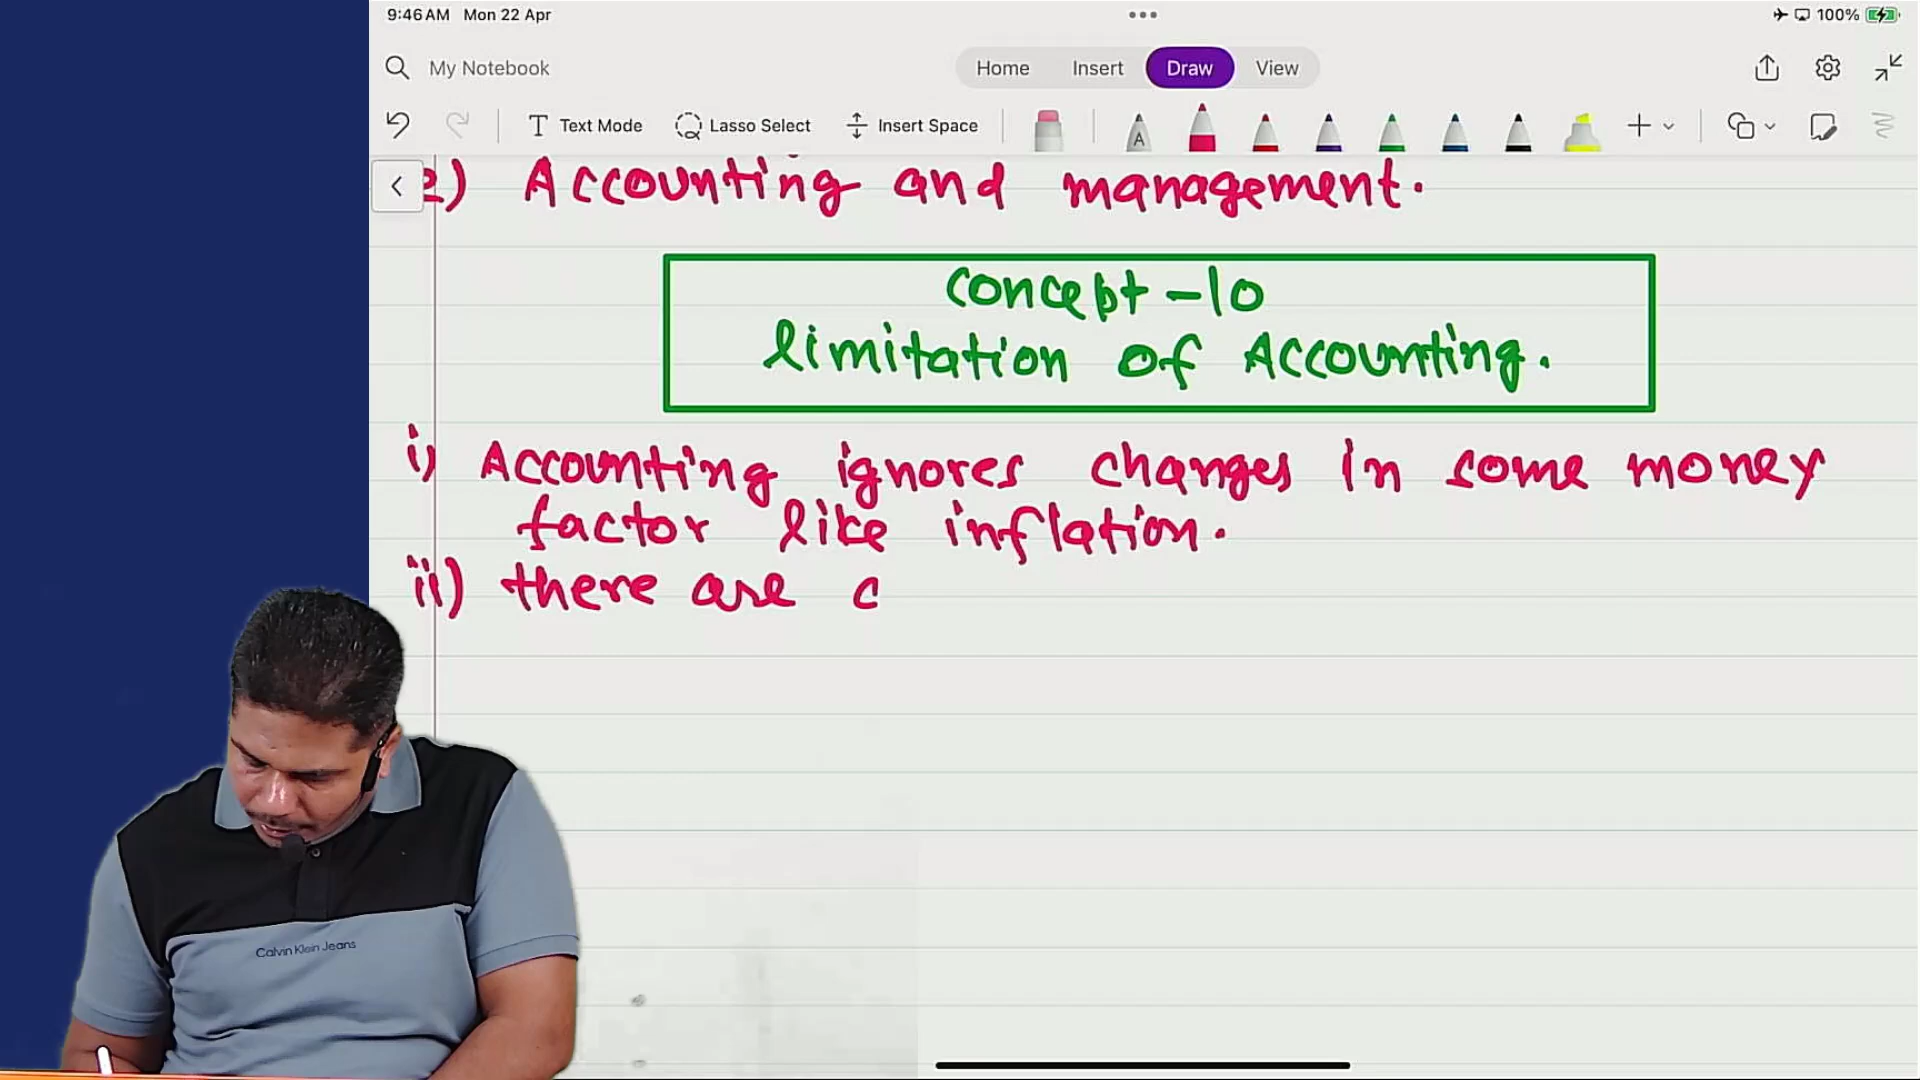 9:46 AM Mon 22 Apr
100%
My Notebook
Home Insert Draw View
Text Mode Lasso Select Insert Space
A
e) Accounting and management.
Concept - 10
limitation of Accounting.
i) Accounting ignores changes in some money
factor like inflation.
ii) there are
Calvin Klein Jeans